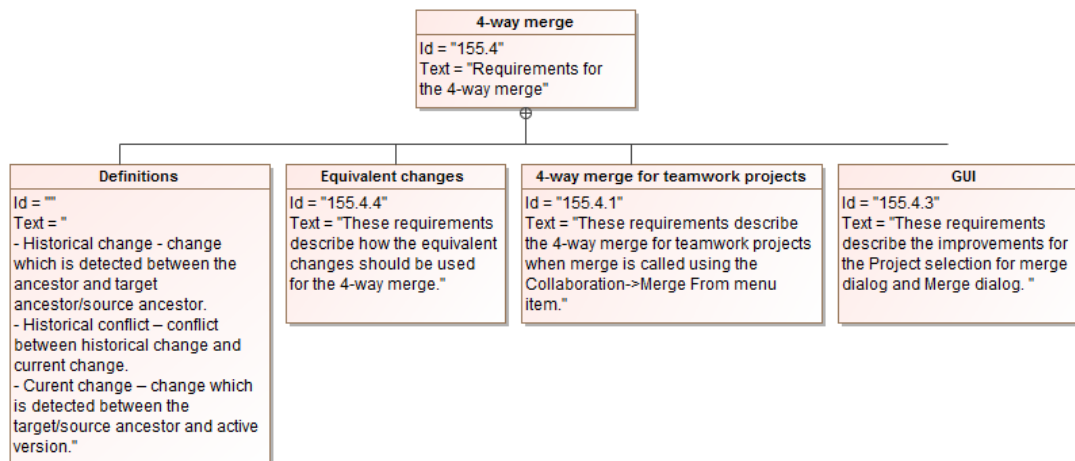 4-way merge
Id = "155.4"
Text = "Requirements for
the 4-way merge"
Definitions
Id = ""
Text = "
- Historical change - change
which is detected between the
ancestor and target
ancestor/source ancestor.
- Historical conflict – conflict
between historical change and
current change.
- Curent change – change which
is detected between the
target/source ancestor and active
version."
Equivalent changes
Id = "155.4.4"
Text = "These requirements
describe how the equivalent
changes should be used
for the 4-way merge."
4-way merge for teamwork projects
Id = "155.4.1"
Text = "These requirements describe
the 4-way merge for teamwork projects
when merge is called using the
Collaboration->Merge From menu
item."
GUI
Id = "155.4.3"
Text = "These requirements
describe the improvements for
the Project selection for merge
dialog and Merge dialog. "